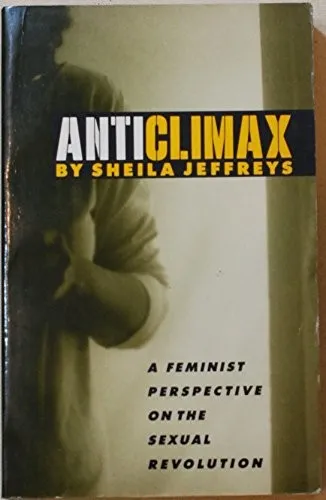 ANTICLIMAX
BY SHEILA JEFFREYS
A FEMINIST
PERSPECTIVE
ON THE
SEXUAL
REVOLUTION